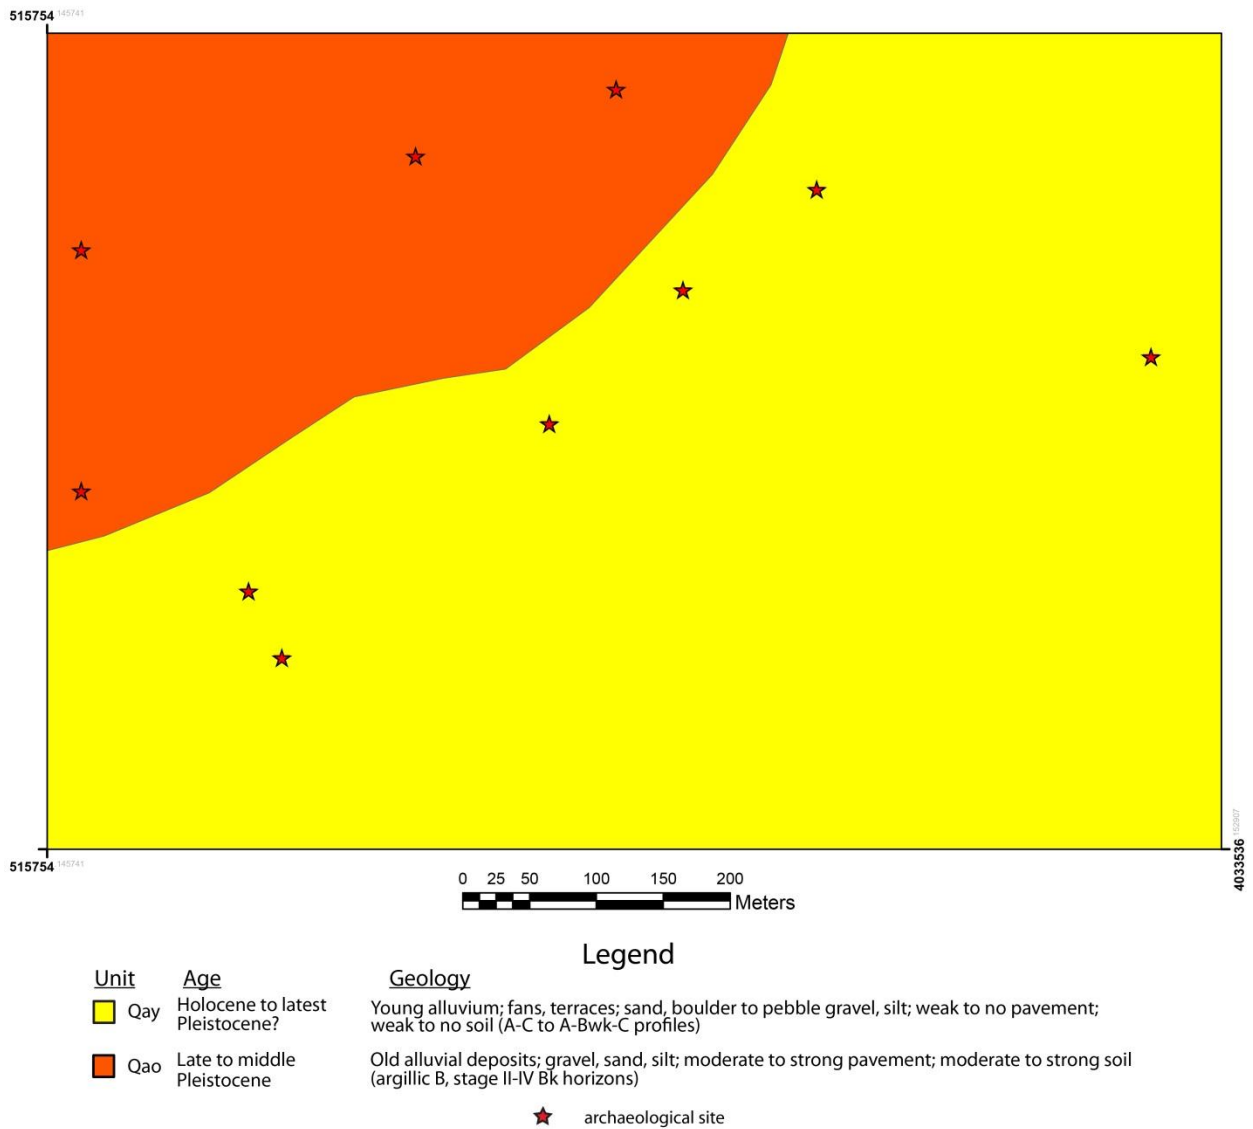 515754 145741
515754 145741
4033536 152907
0 25 50 100 150 200
Meters
Legend
Unit Age Geology
Qay Holocene to latest Pleistocene? Young alluvium; fans, terraces; sand, boulder to pebble gravel, silt; weak to no pavement;
weak to no soil (A-C to A-Bwk-C profiles)
Qao Late to middle Pleistocene Old alluvial deposits; gravel, sand, silt; moderate to strong pavement; moderate to strong soil
(argillic B, stage II-IV Bk horizons)
archaeological site